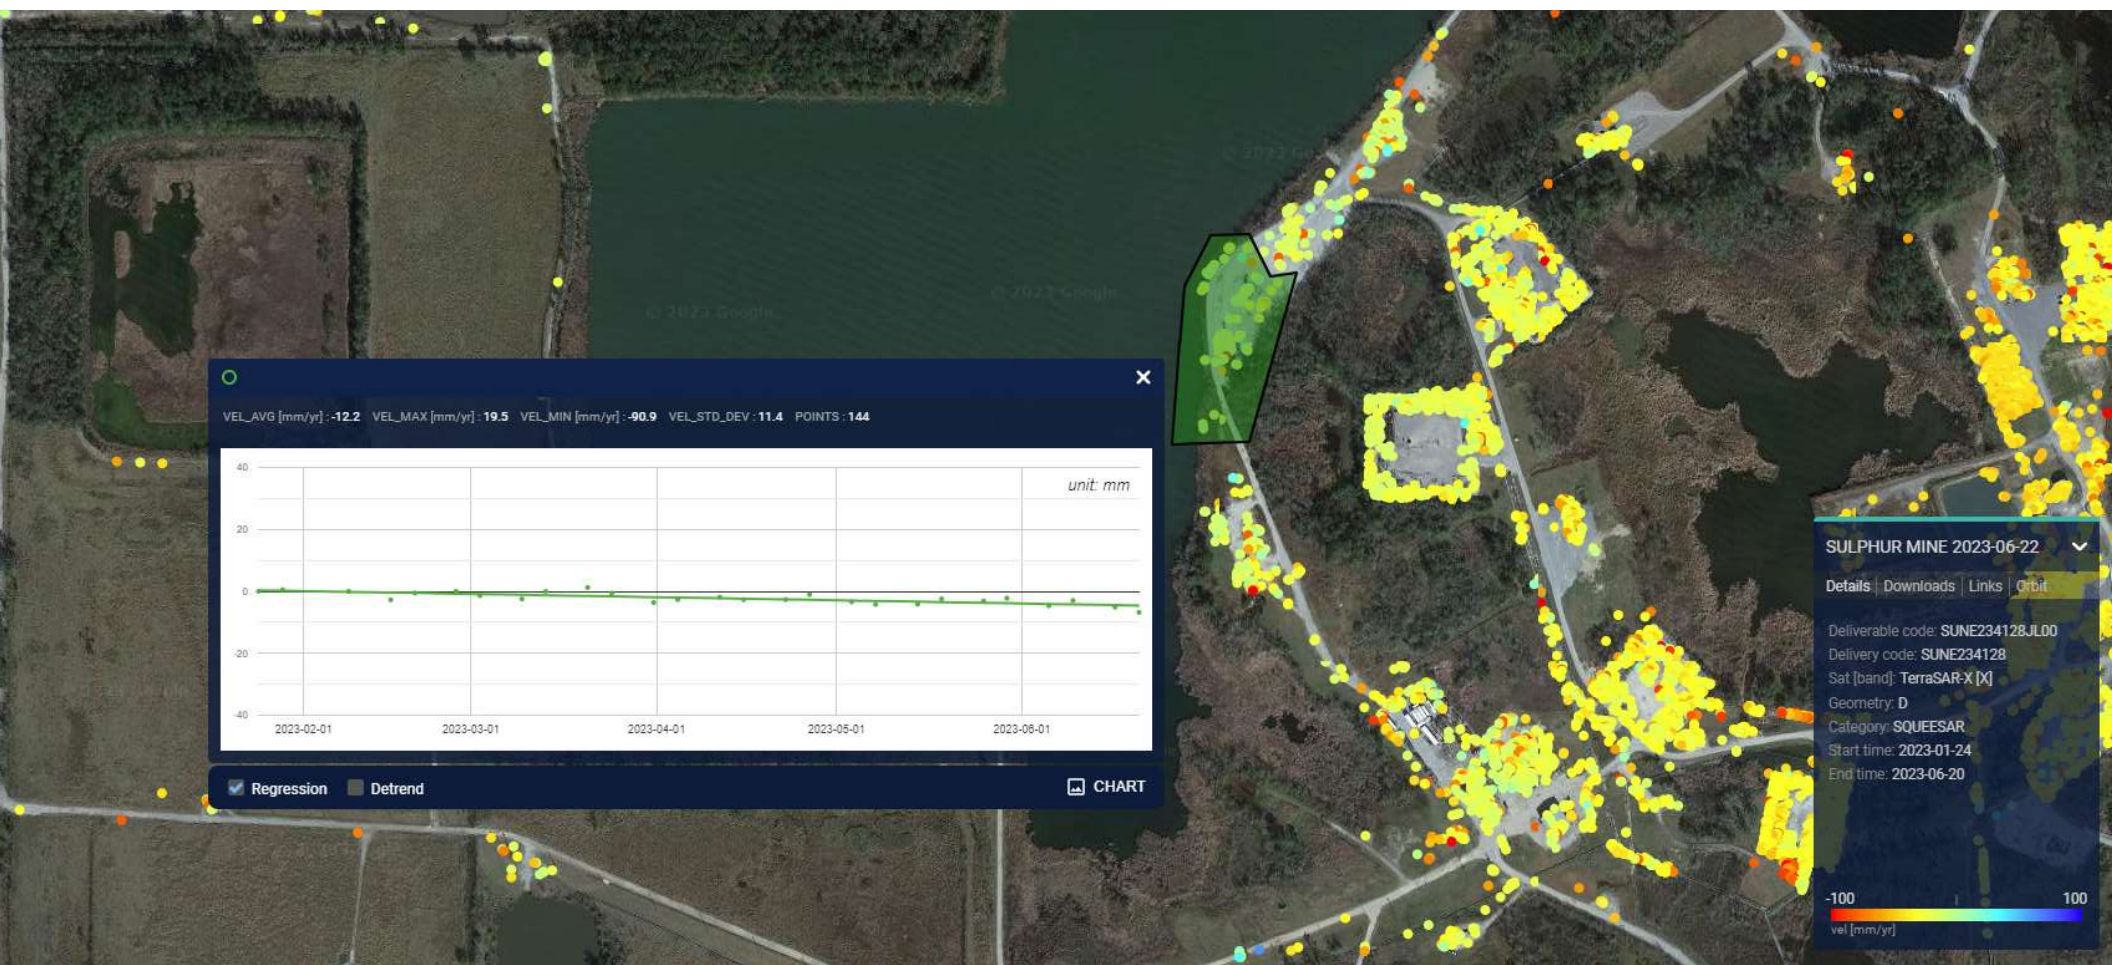 © 2023 Google
© 2023 Google
VEL_AVG [mm/yr] : -12.2 VEL_MAX [mm/yr] : 19.5 VEL_MIN [mm/yr] : -90.9 VEL_STD_DEV : 11.4 POINTS : 144
unit: mm
40
20
0
-20
-40
2023-02-01 2023-03-01 2023-04-01 2023-05-01 2023-06-01
Regression Detrend CHART
SULPHUR MINE 2023-06-22
Details | Downloads | Links | Orbit
Deliverable code: SUNE234128JL00
Delivery code: SUNE234128
Sat [band]: TerraSAR-X [X]
Geometry: D
Category: SQUEESAR
Start time: 2023-01-24
End time: 2023-06-20
-100 100
vel [mm/yr]